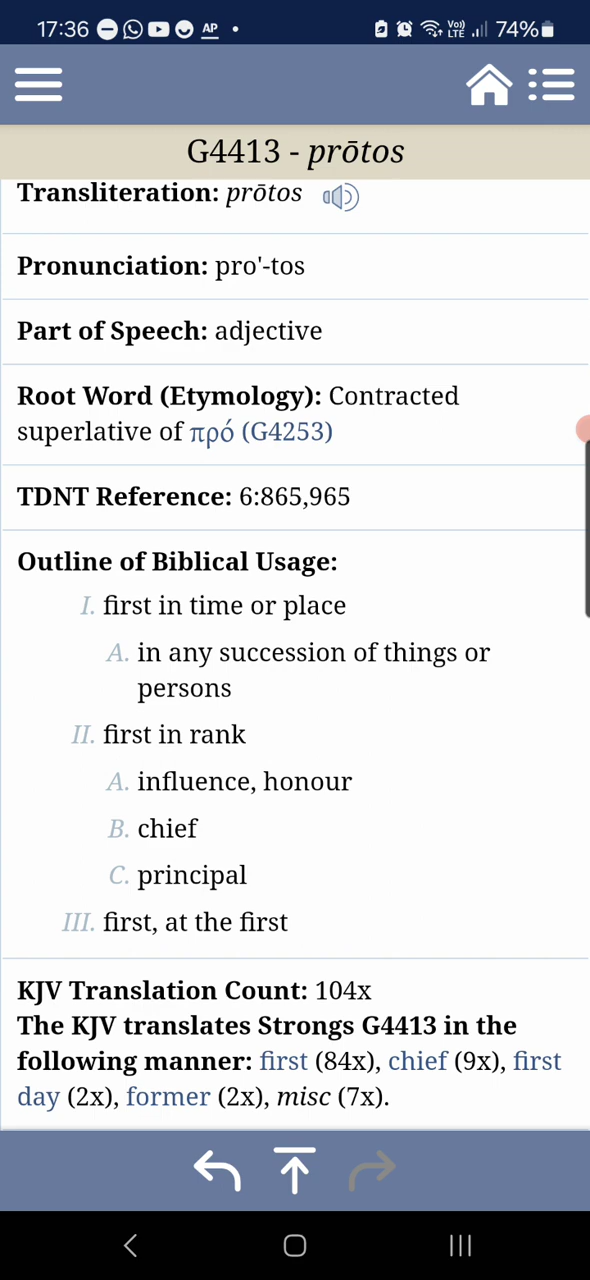 17:36 AP • Vo)) LTE 74%
G4413 - prōtos
Transliteration: prōtos
Pronunciation: pro'-tos
Part of Speech: adjective
Root Word (Etymology): Contracted
superlative of πρό (G4253)
TDNT Reference: 6:865,965
Outline of Biblical Usage:
I. first in time or place
A. in any succession of things or
persons
II. first in rank
A. influence, honour
B. chief
C. principal
III. first, at the first
KJV Translation Count: 104x
The KJV translates Strongs G4413 in the
following manner: first (84x), chief (9x), first
day (2x), former (2x), misc (7x).